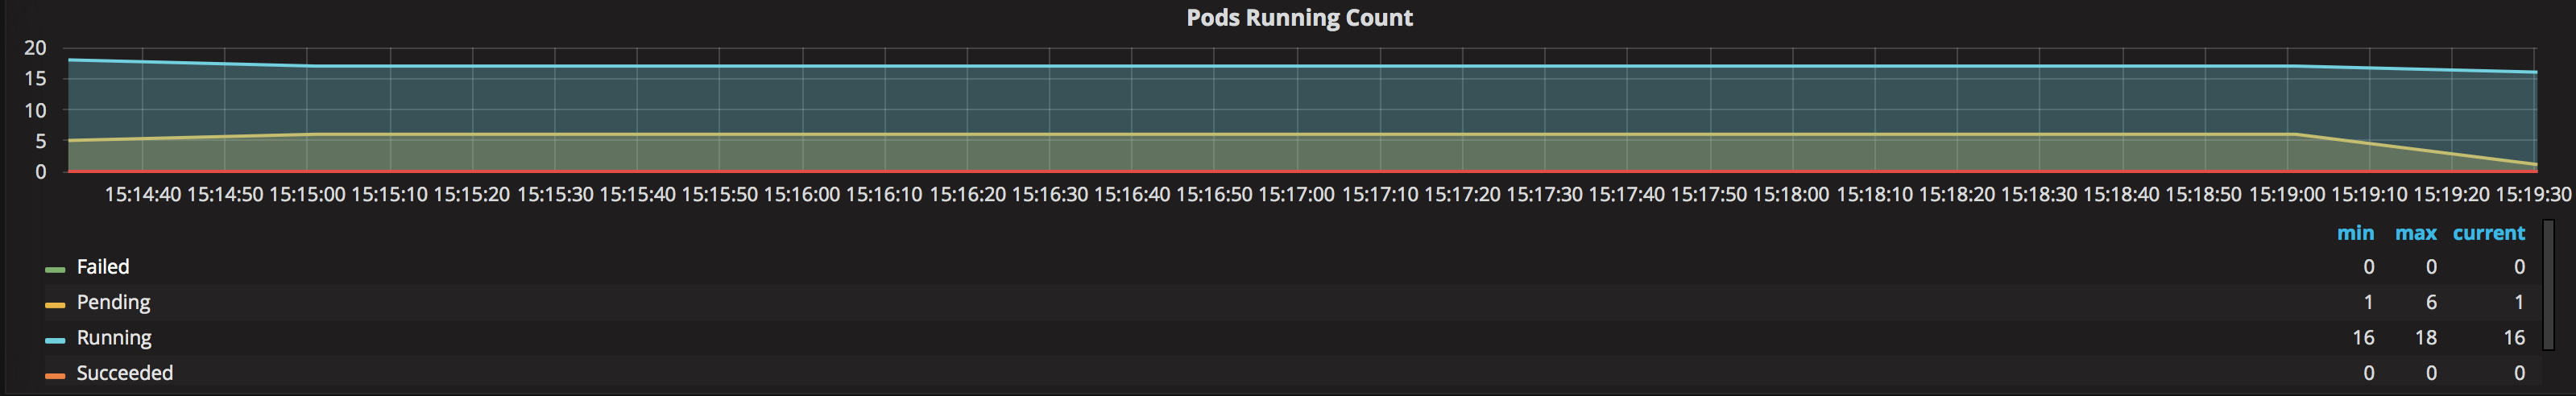 Pods Running Count
20
15
10
5
0
15:14:40 15:14:50 15:15:00 15:15:10 15:15:20 15:15:30 15:15:40 15:15:50 15:16:00 15:16:10 15:16:20 15:16:30 15:16:40 15:16:50 15:17:00 15:17:10 15:17:20 15:17:30 15:17:40 15:17:50 15:18:00 15:18:10 15:18:20 15:18:30 15:18:40 15:18:50 15:19:00 15:19:10 15:19:20 15:19:30
min max current
Failed 0 0 0
Pending 1 6 1
Running 16 18 16
Succeeded 0 0 0